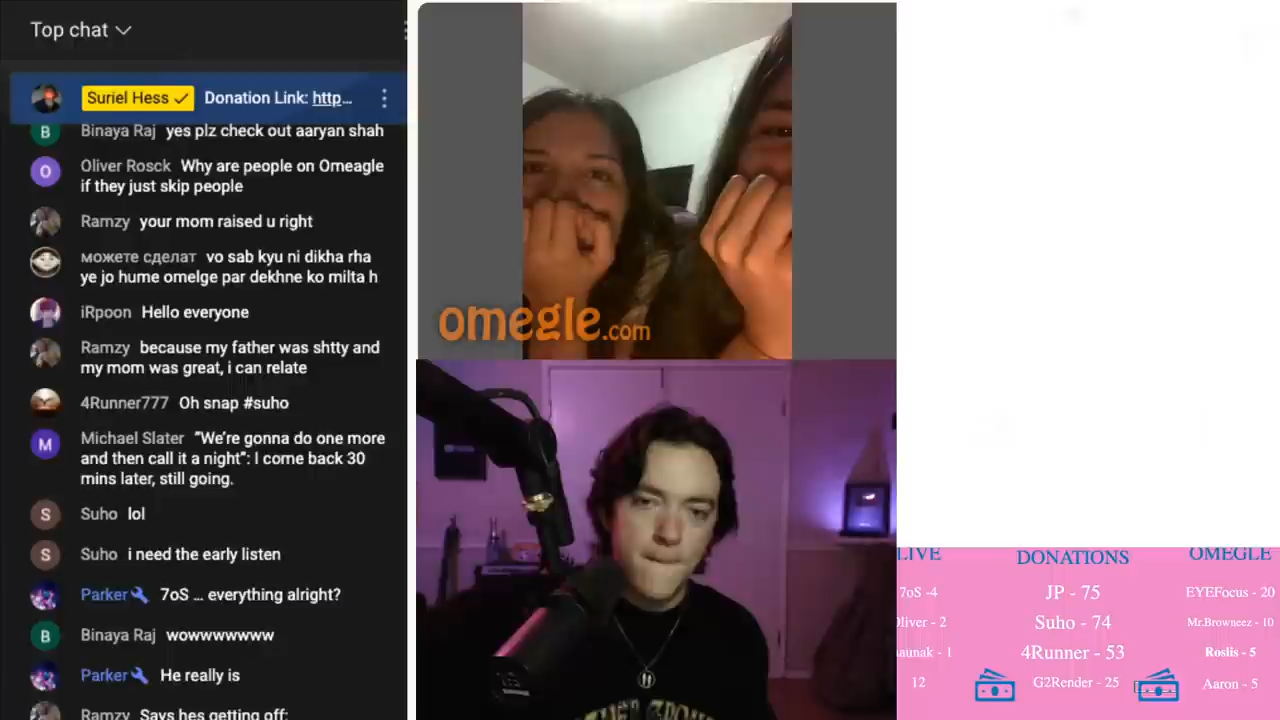 Top chat
Suriel Hess Donation Link: http...
B Binaya Raj yes plz check out aaryan shah
O Oliver Rosck Why are people on Omeagle
if they just skip people
Ramzy your mom raised u right
можете сделат vo sab kyu ni dikha rha
ye jo hume omelge par dekhne ko milta h
iRpoon Hello everyone
Ramzy because my father was shtty and
my mom was great, i can relate
4Runner777 Oh snap #suho
M Michael Slater "We're gonna do one more
and then call it a night": I come back 30
mins later, still going.
S Suho lol
S Suho i need the early listen
Parker 7oS ... everything alright?
B Binaya Raj wowwwwwww
Parker He really is
Ramzy Says hes getting off:
omegle.com
LIVE
7oS -4
Oliver - 2
aunak - 1
12
DONATIONS
JP - 75
Suho - 74
4Runner - 53
G2Render - 25
OMEGLE
EYEFocus - 20
Mr.Browneez - 10
Roslis - 5
Aaron - 5